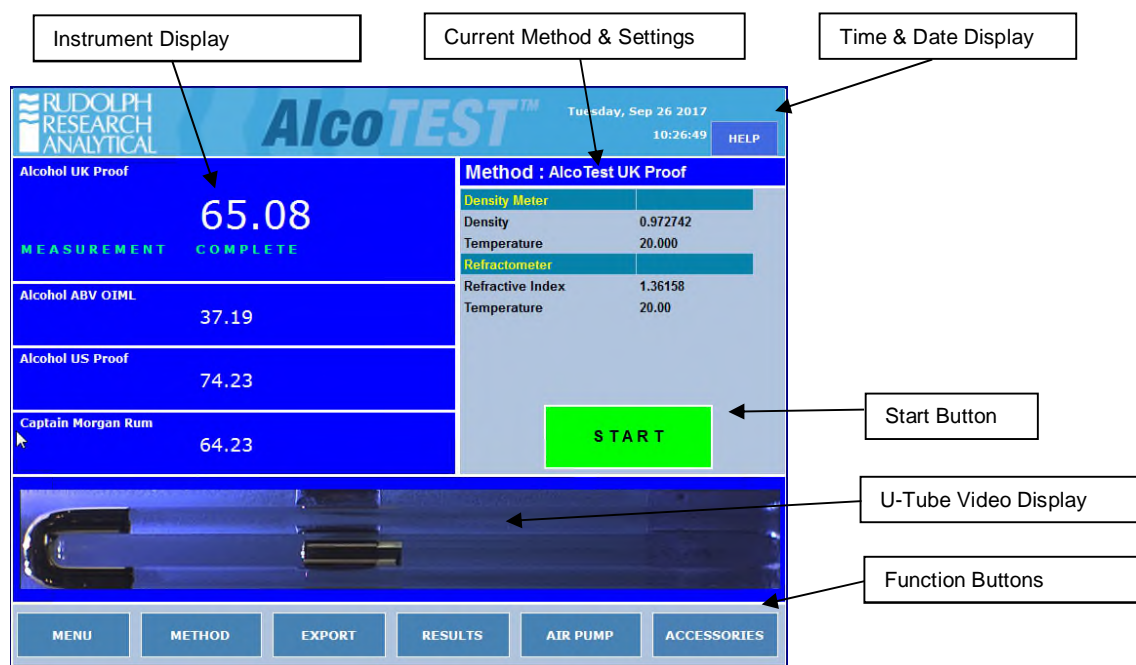 Instrument Display
Current Method & Settings
Time & Date Display
RUDOLPH
RESEARCH
ANALYTICAL
AlcoTEST™
Tuesday, Sep 26 2017
10:26:49
HELP
Alcohol UK Proof
65.08
MEASUREMENT COMPLETE
Alcohol ABV OIML
37.19
Alcohol US Proof
74.23
Captain Morgan Rum
64.23
Method : AlcoTest UK Proof
Density Meter
Density 0.972742
Temperature 20.000
Refractometer
Refractive Index 1.36158
Temperature 20.00
START
Start Button
U-Tube Video Display
Function Buttons
MENU METHOD EXPORT RESULTS AIR PUMP ACCESSORIES